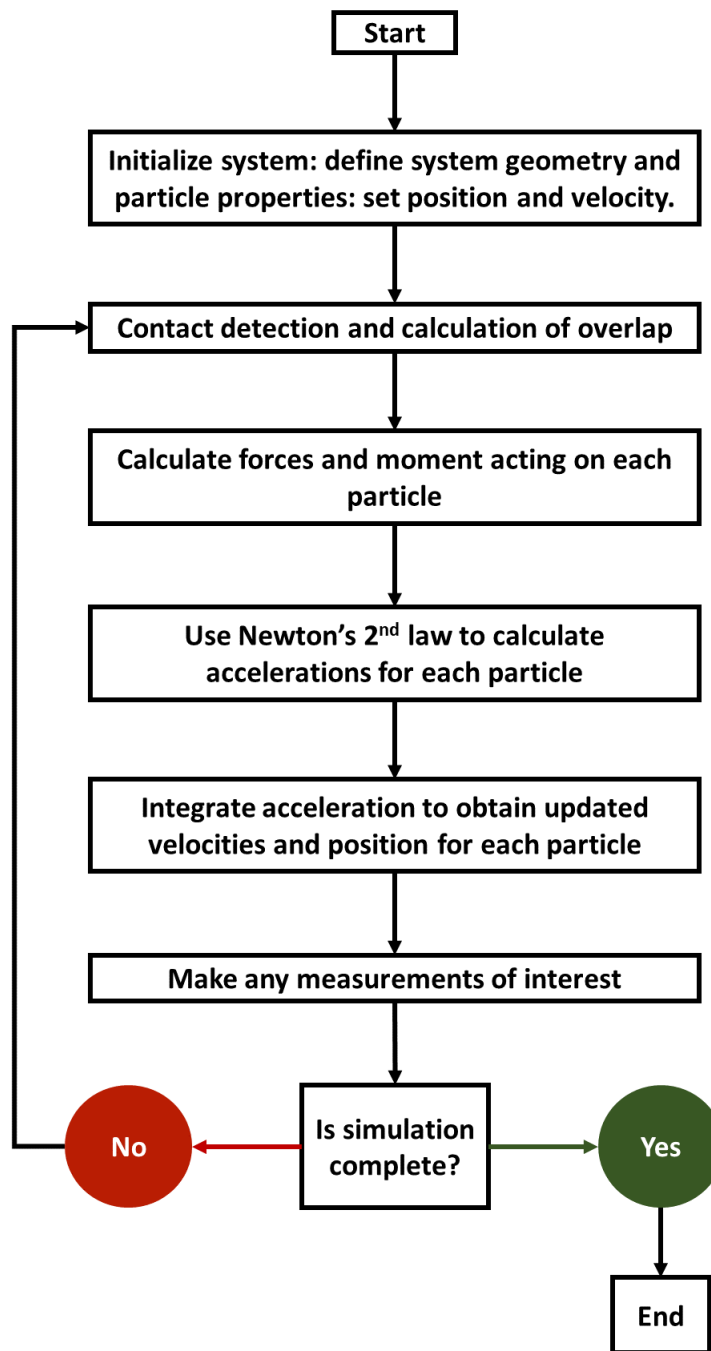 Start
Initialize system: define system geometry and
particle properties: set position and velocity.
Contact detection and calculation of overlap
Calculate forces and moment acting on each
particle
Use Newton’s 2nd law to calculate
accelerations for each particle
Integrate acceleration to obtain updated
velocities and position for each particle
Make any measurements of interest
Is simulation
complete?
No
Yes
End